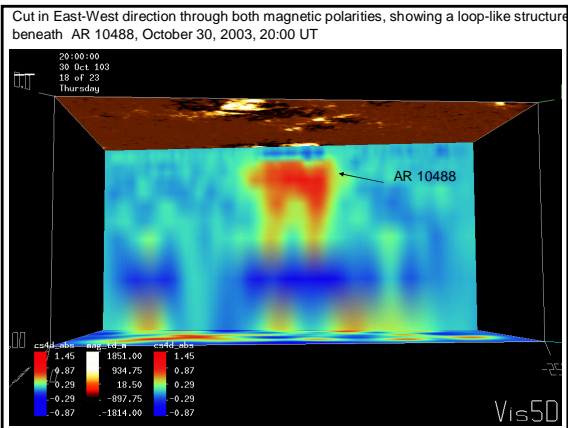 Cut in East-West direction through both magnetic polarities, showing a loop-like structure
beneath AR 10488, October 30, 2003, 20:00 UT
20:00:00
30 Oct 103
18 of 23
Thursday
AR 10488
cs4d_abs mag_td_m cs4d_abs
1.45 1851.00 1.45
0.87 934.75 0.87
0.29 18.50 0.29
-0.29 -897.75 -0.29
-0.87 -1814.00 -0.87
Vis5D